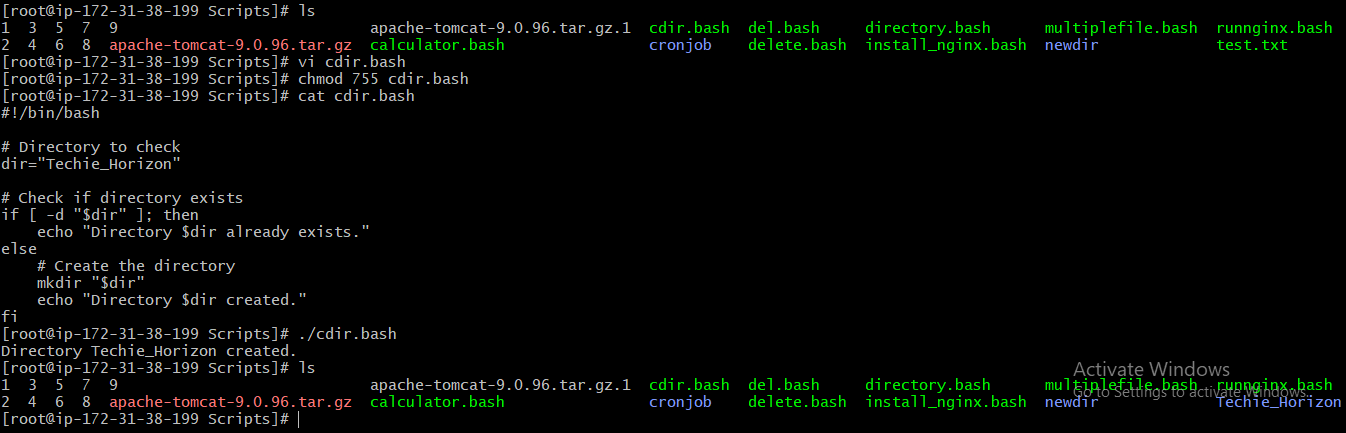 [root@ip-172-31-38-199 Scripts]# ls
1  3  5  7  9                            apache-tomcat-9.0.96.tar.gz.1  cdir.bash  del.bash     directory.bash      multiplefile.bash  runnginx.bash
2  4  6  8  apache-tomcat-9.0.96.tar.gz  calculator.bash                cronjob    delete.bash  install_nginx.bash  newdir             test.txt
[root@ip-172-31-38-199 Scripts]# vi cdir.bash
[root@ip-172-31-38-199 Scripts]# chmod 755 cdir.bash
[root@ip-172-31-38-199 Scripts]# cat cdir.bash
#!/bin/bash

# Directory to check
dir="Techie_Horizon"

# Check if directory exists
if [ -d "$dir" ]; then
    echo "Directory $dir already exists."
else
    # Create the directory
    mkdir "$dir"
    echo "Directory $dir created."
fi
[root@ip-172-31-38-199 Scripts]# ./cdir.bash
Directory Techie_Horizon created.
[root@ip-172-31-38-199 Scripts]# ls
Activate Windows
1  3  5  7  9                            apache-tomcat-9.0.96.tar.gz.1  cdir.bash  del.bash     directory.bash      multiplefile.bash  runnginx.bash
Go to Settings to activate Windows.
2  4  6  8  apache-tomcat-9.0.96.tar.gz  calculator.bash                cronjob    delete.bash  install_nginx.bash  newdir             Techie_Horizon
[root@ip-172-31-38-199 Scripts]#